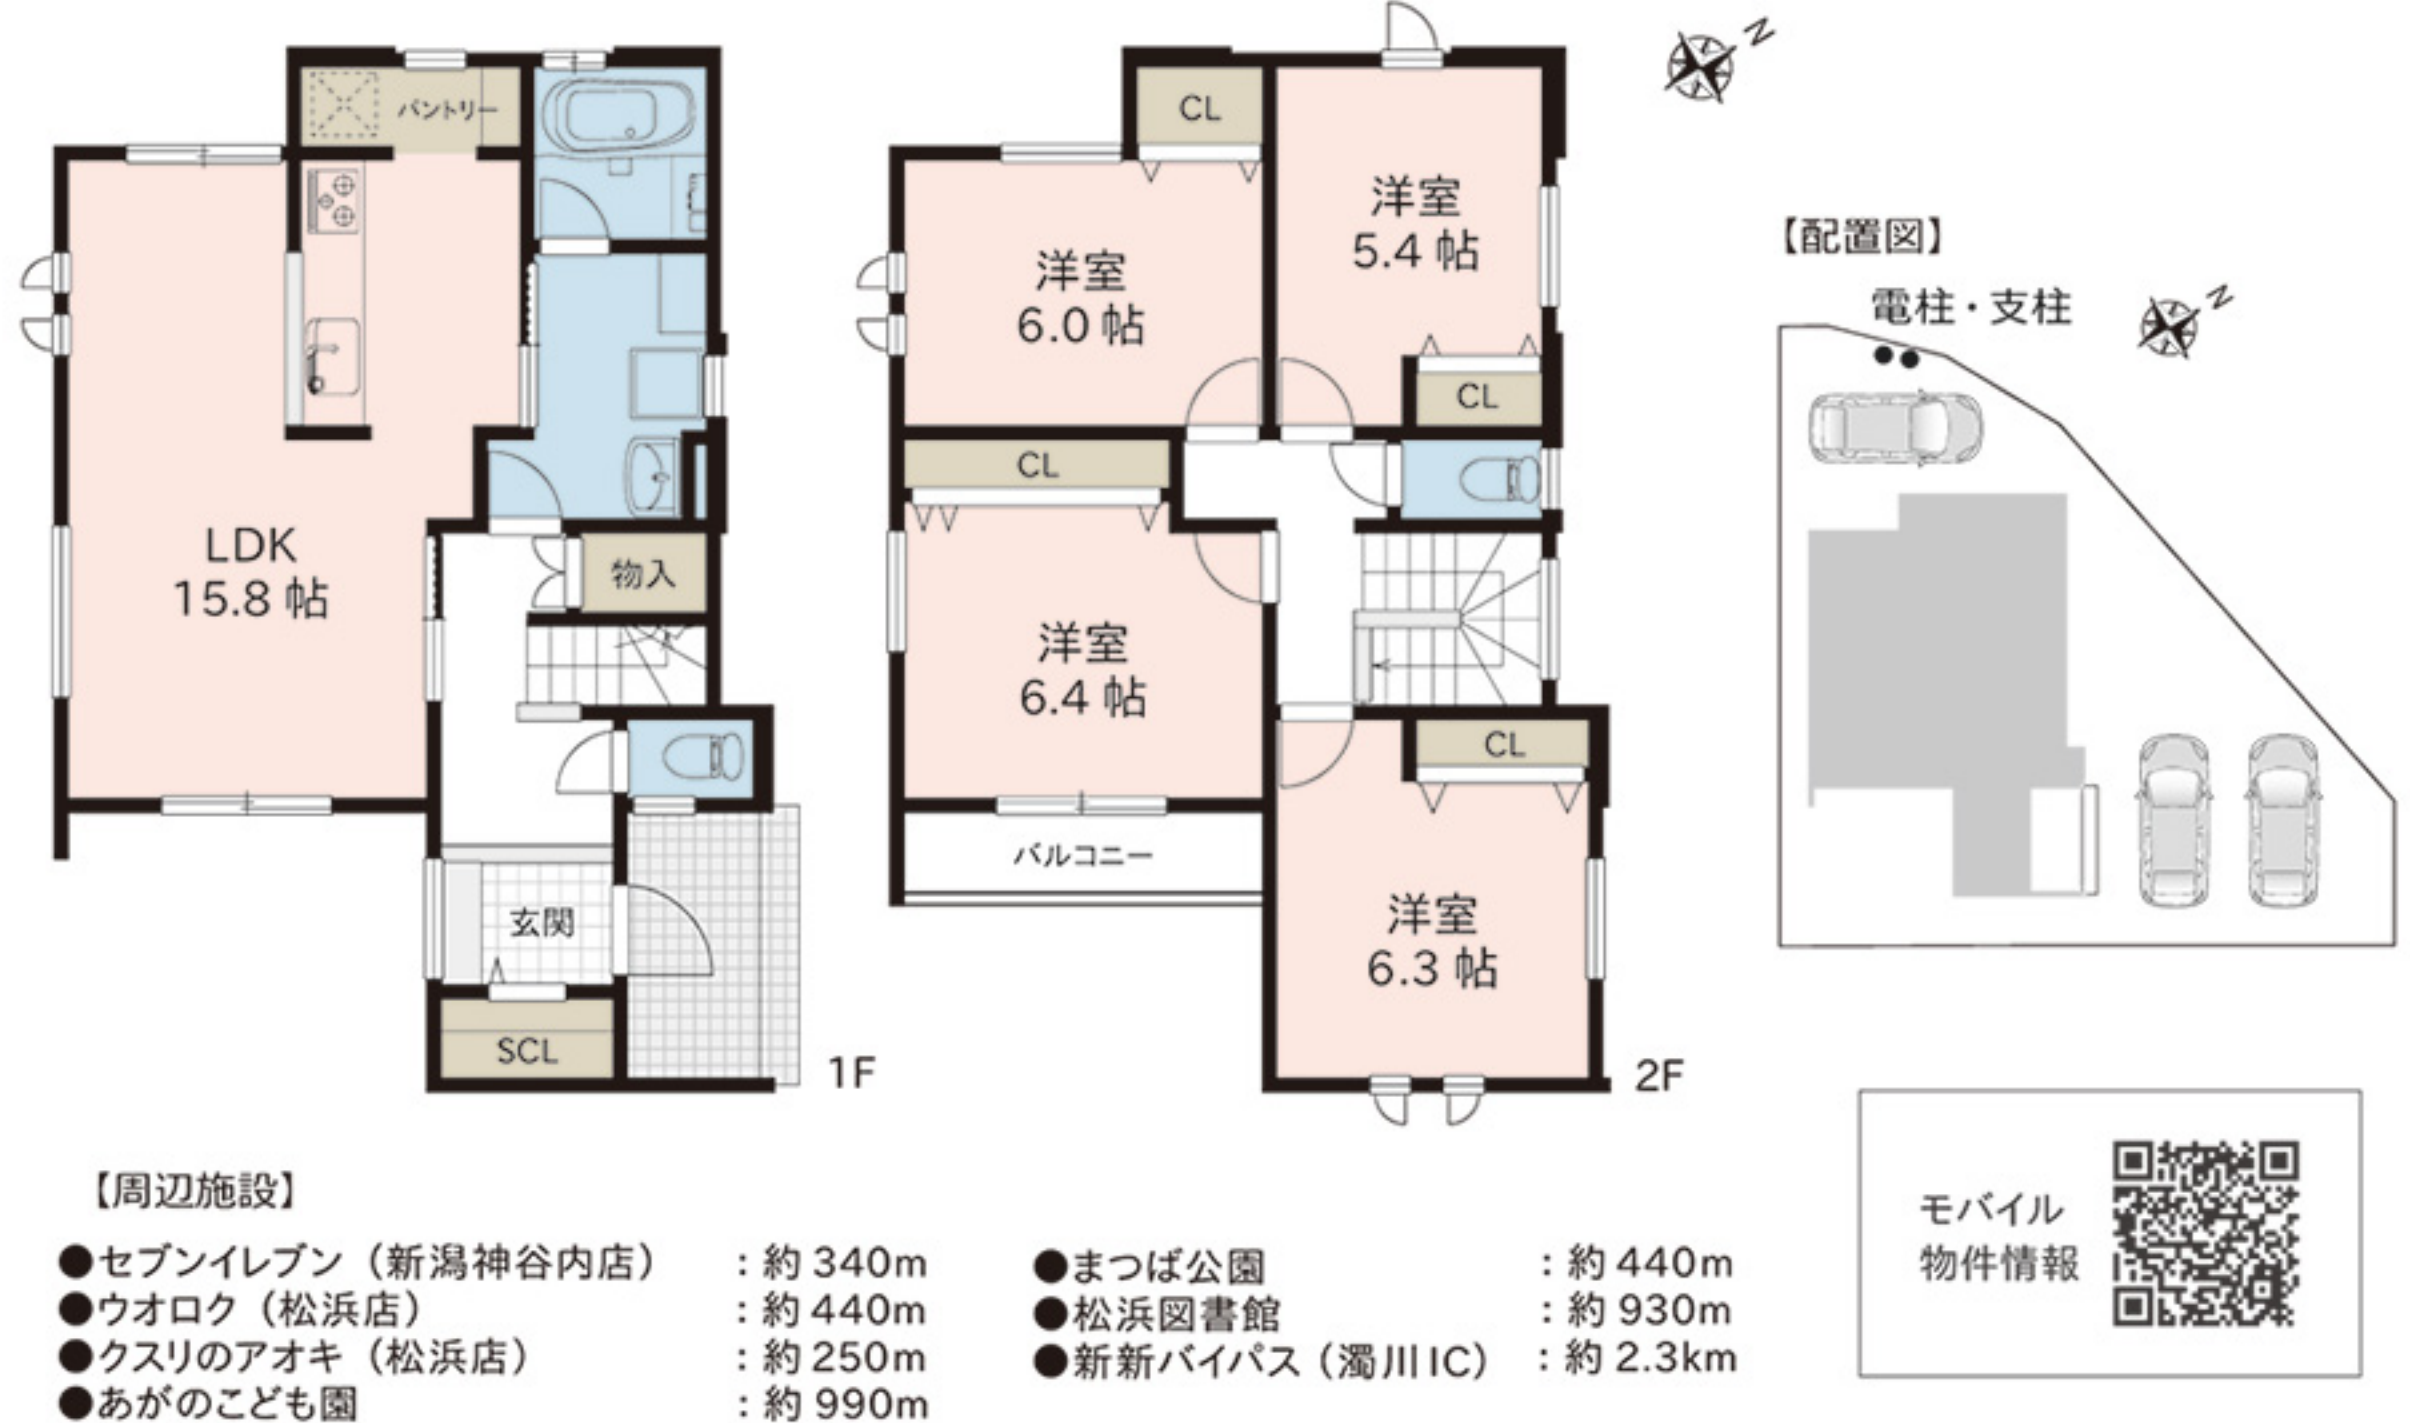 パントリー
LDK
15.8 帖
物入
玄関
SCL
1F
CL
洋室
6.0 帖
洋室
5.4 帖
CL
CL
洋室
6.4 帖
バルコニー
CL
洋室
6.3 帖
2F
N
【配置図】
電柱・支柱
N
【周辺施設】
●セブンイレブン（新潟神谷内店）：約 340m
●ウオロク（松浜店）：約 440m
●クスリのアオキ（松浜店）：約 250m
●あがのこども園：約 990m
●まつば公園：約 440m
●松浜図書館：約 930m
●新新バイパス（濁川IC）：約 2.3km
モバイル
物件情報